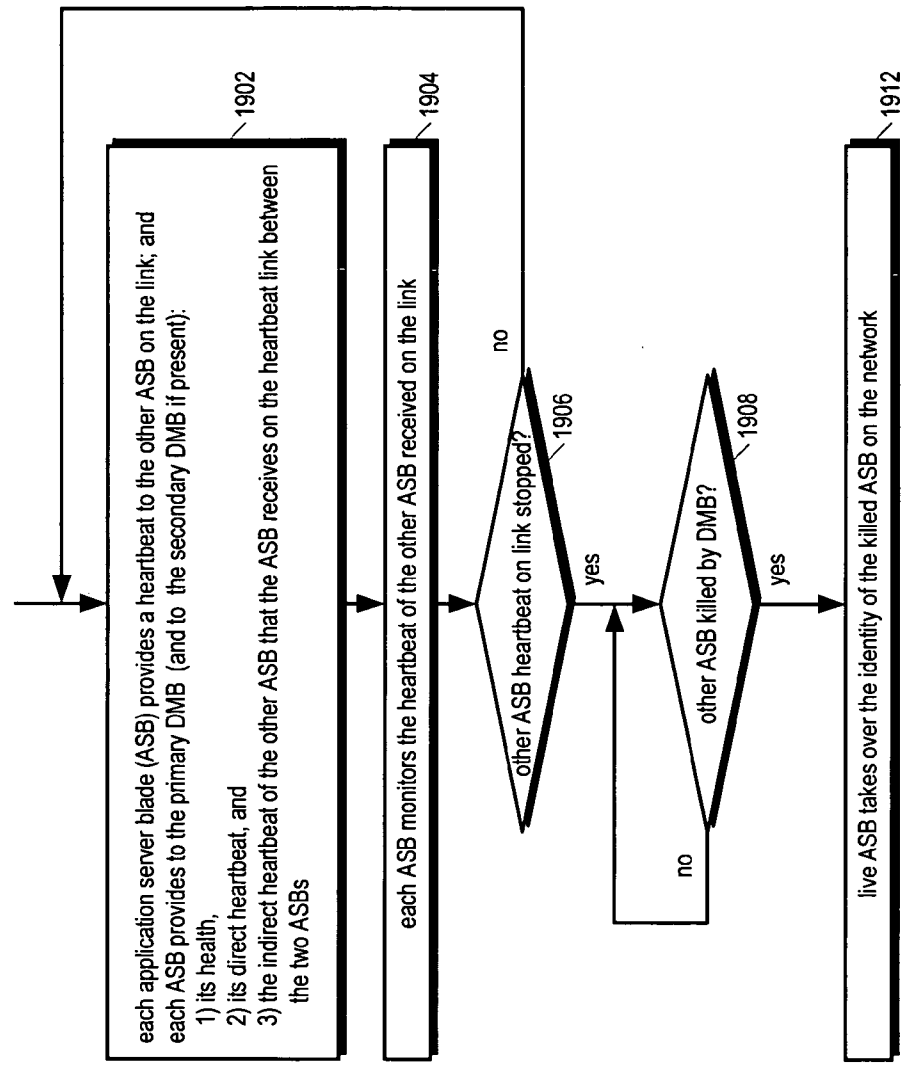 each application server blade (ASB) provides a heartbeat to the other ASB on the link; and
each ASB provides to the primary DMB (and to the secondary DMB if present):
1) its health,
2) its direct heartbeat, and
3) the indirect heartbeat of the other ASB that the ASB receives on the heartbeat link between
the two ASBs
1902
each ASB monitors the heartbeat of the other ASB received on the link
1904
other ASB heartbeat on link stopped?
no
1906
yes
other ASB killed by DMB?
1908
no
yes
live ASB takes over the identity of the killed ASB on the network
1912